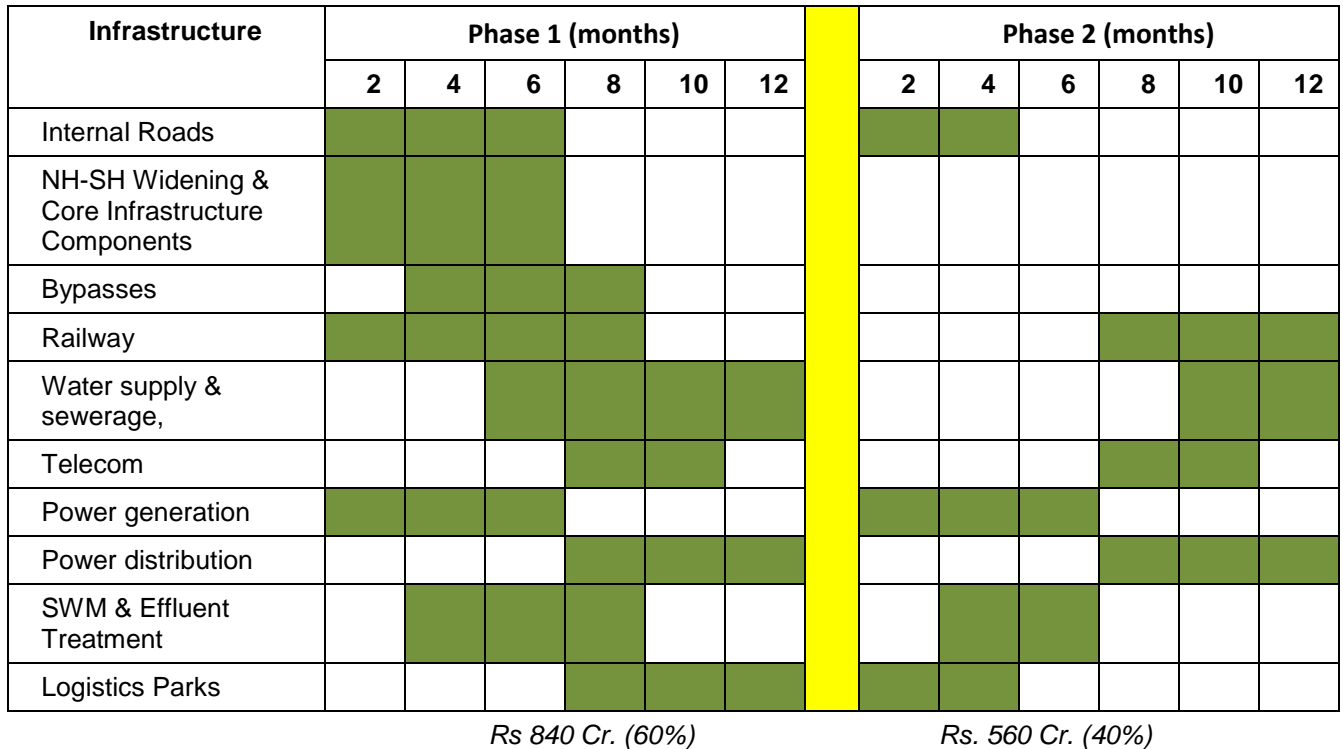 Infrastructure Phase 1 (months) Phase 2 (months)
2 4 6 8 10 12 2 4 6 8 10 12
Internal Roads
NH-SH Widening &
Core Infrastructure
Components
Bypasses
Railway
Water supply &
sewerage,
Telecom
Power generation
Power distribution
SWM & Effluent
Treatment
Logistics Parks
Rs 840 Cr. (60%) Rs. 560 Cr. (40%)